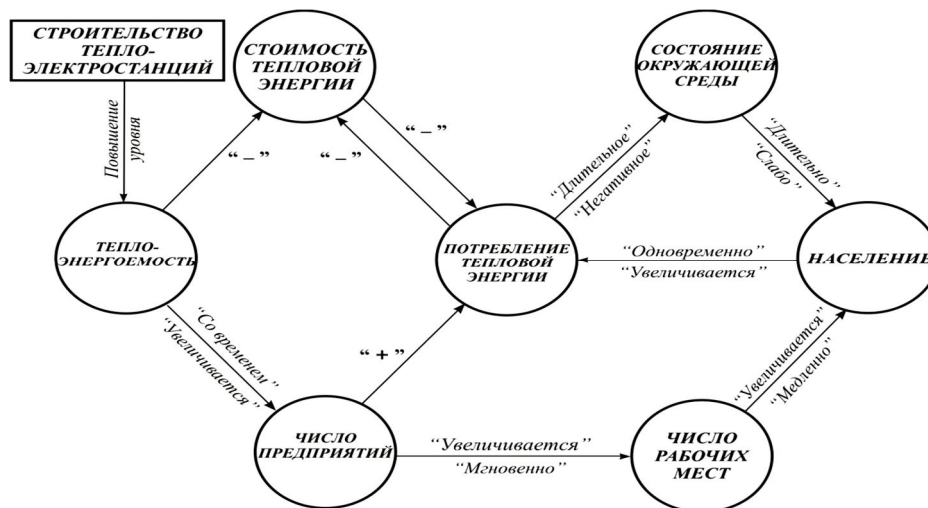 СТРОИТЕЛЬСТВО
ТЕПЛО-
ЭЛЕКТРОСТАНЦИЙ
СТОИМОСТЬ
ТЕПЛОВОЙ
ЭНЕРГИИ
СОСТОЯНИЕ
ОКРУЖАЮЩЕЙ
СРЕДЫ
Повышение
уровня
“ – ”
“ – ”
“ – ”
“Длительное”
“Негативное”
“Длительно”
“Слабо”
ТЕПЛО-
ЭНЕРГОЕМОСТЬ
ПОТРЕБЛЕНИЕ
ТЕПЛОВОЙ
ЭНЕРГИИ
“Одновременно”
“Увеличивается”
НАСЕЛЕНИЕ
“Со временем”
“Увеличивается”
“ + ”
“Увеличивается”
“Медленно”
ЧИСЛО
ПРЕДПРИЯТИЙ
“Увеличивается”
“Мгновенно”
ЧИСЛО
РАБОЧИХ
МЕСТ